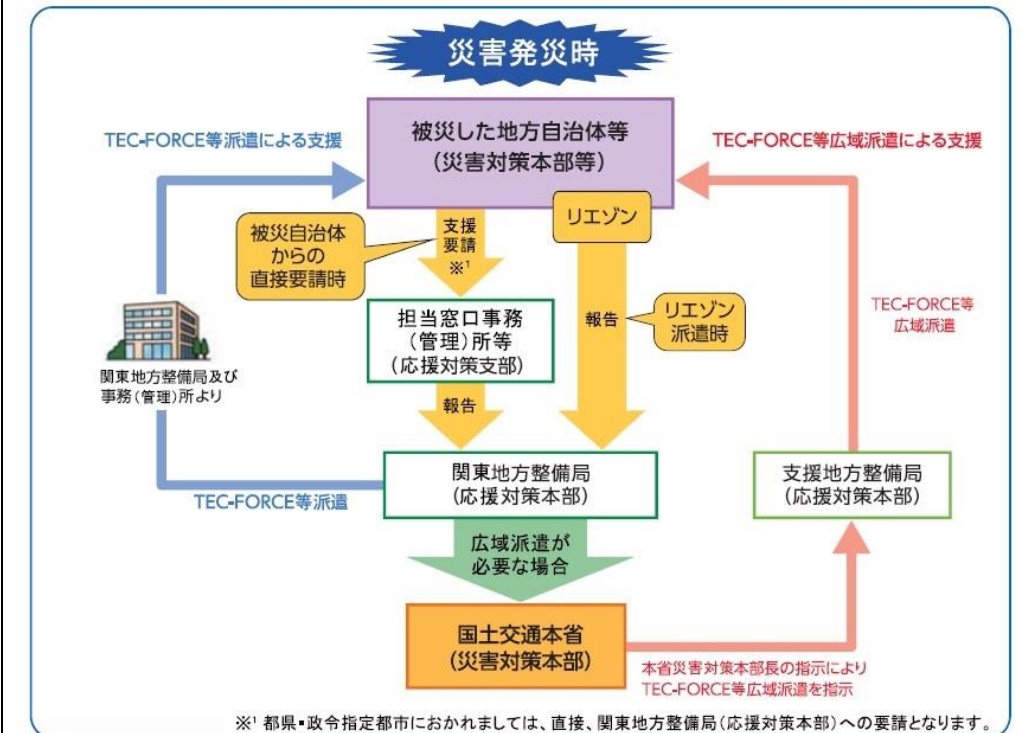 災害発災時
被災した地方自治体等
(災害対策本部等)
TEC-FORCE等派遣による支援
TEC-FORCE等広域派遣による支援
被災自治体
からの
直接要請時
支援
要請
※¹
リエゾン
担当窓口事務
(管理)所等
(応援対策支部)
報告
リエゾン
派遣時
TEC-FORCE等
広域派遣
関東地方整備局及び
事務(管理)所より
報告
関東地方整備局
(応援対策本部)
支援地方整備局
(応援対策本部)
TEC-FORCE等派遣
広域派遣が
必要な場合
国土交通本省
(災害対策本部)
本省災害対策本部長の指示により
TEC-FORCE等広域派遣を指示
※¹ 都県・政令指定都市におかれましては、直接、関東地方整備局(応援対策本部)への要請となります。